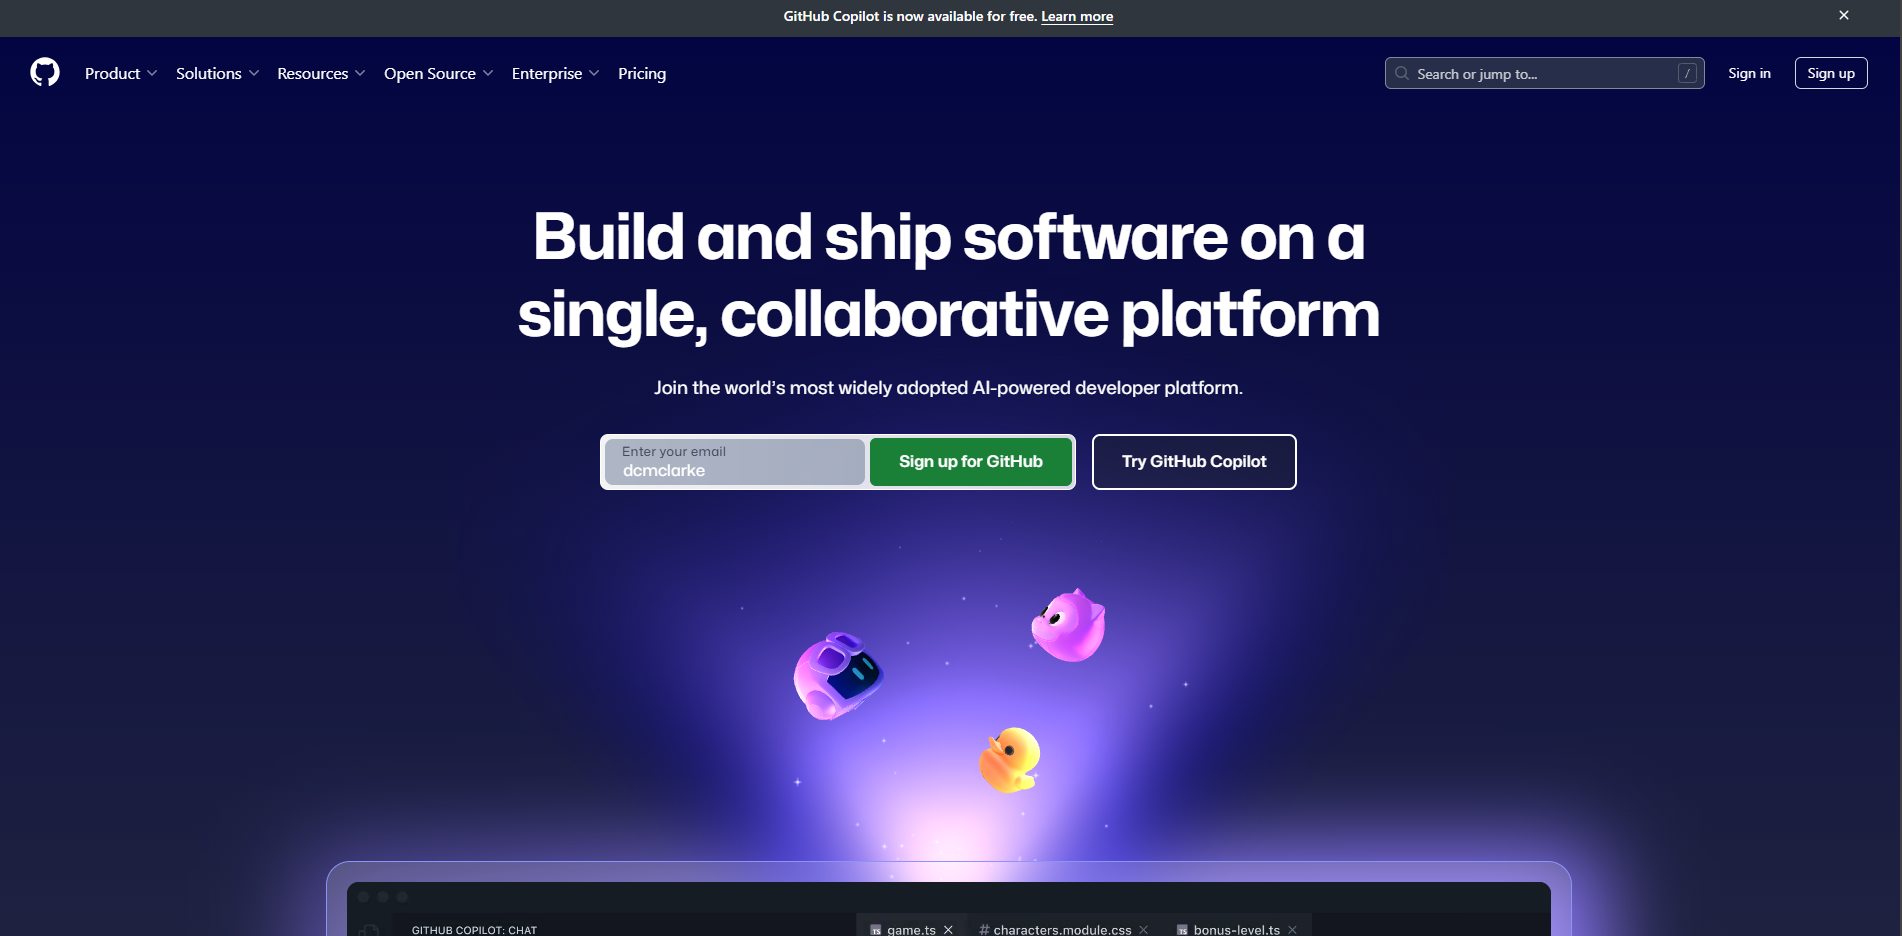 GitHub Copilot is now available for free. Learn more
Product Solutions Resources Open Source Enterprise Pricing
Search or jump to... /
Sign in
Sign up
Build and ship software on a
single, collaborative platform
Join the world's most widely adopted AI-powered developer platform.
Enter your email
dcmclarke
Sign up for GitHub
Try GitHub Copilot
GITHUB COPILOT: CHAT
TS game.ts
# characters.module.css
TS bonus-level.ts